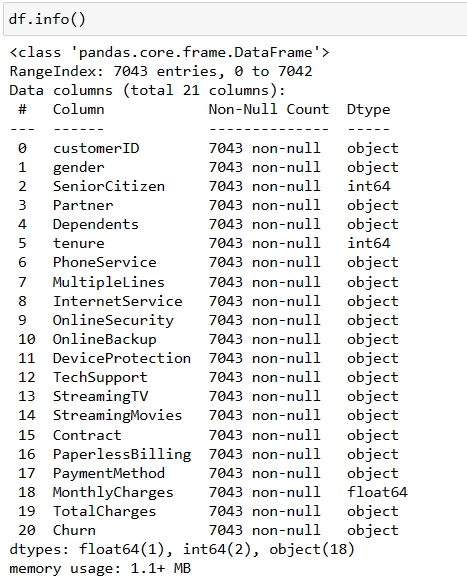 df.info()
<class 'pandas.core.frame.DataFrame'>
RangeIndex: 7043 entries, 0 to 7042
Data columns (total 21 columns):
 #   Column            Non-Null Count  Dtype
---  ------            --------------  -----
 0   customerID        7043 non-null   object
 1   gender            7043 non-null   object
 2   SeniorCitizen     7043 non-null   int64
 3   Partner           7043 non-null   object
 4   Dependents        7043 non-null   object
 5   tenure            7043 non-null   int64
 6   PhoneService      7043 non-null   object
 7   MultipleLines     7043 non-null   object
 8   InternetService   7043 non-null   object
 9   OnlineSecurity    7043 non-null   object
 10  OnlineBackup      7043 non-null   object
 11  DeviceProtection  7043 non-null   object
 12  TechSupport       7043 non-null   object
 13  StreamingTV       7043 non-null   object
 14  StreamingMovies   7043 non-null   object
 15  Contract          7043 non-null   object
 16  PaperlessBilling  7043 non-null   object
 17  PaymentMethod     7043 non-null   object
 18  MonthlyCharges    7043 non-null   float64
 19  TotalCharges      7043 non-null   object
 20  Churn             7043 non-null   object
dtypes: float64(1), int64(2), object(18)
memory usage: 1.1+ MB